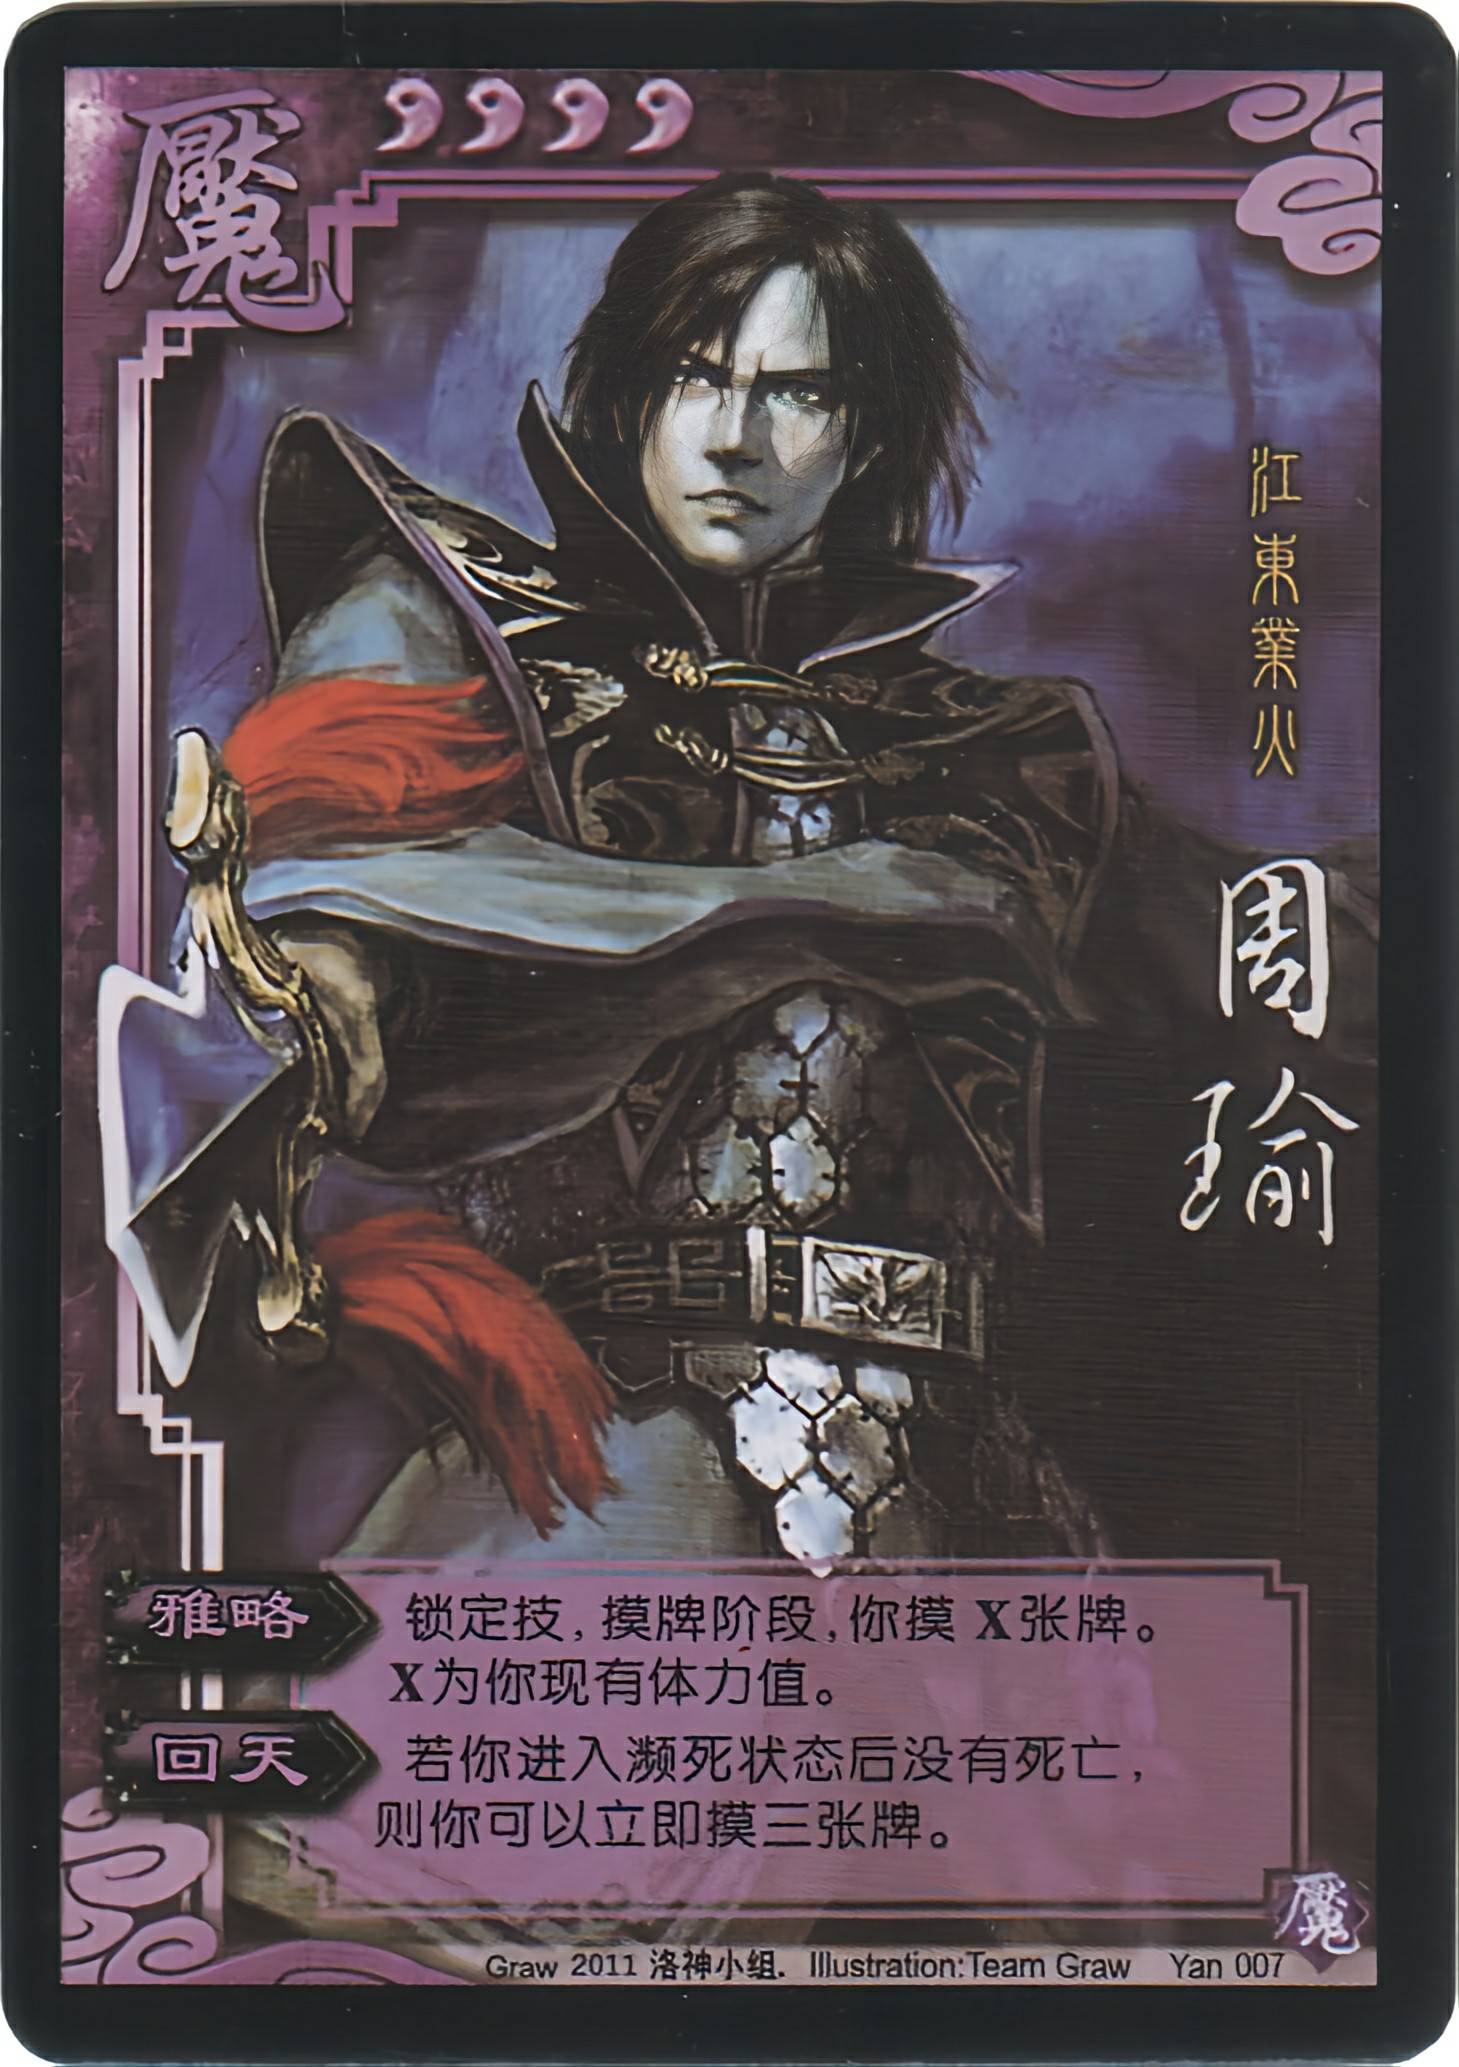 魘
江東業火
周瑜
雅略
锁定技，摸牌阶段，你摸 X张牌。
X为你现有体力值。
回天
若你进入濒死状态后没有死亡，
则你可以立即摸三张牌。
魘
Graw 2011 洛神小组. Illustration:Team Graw Yan 007